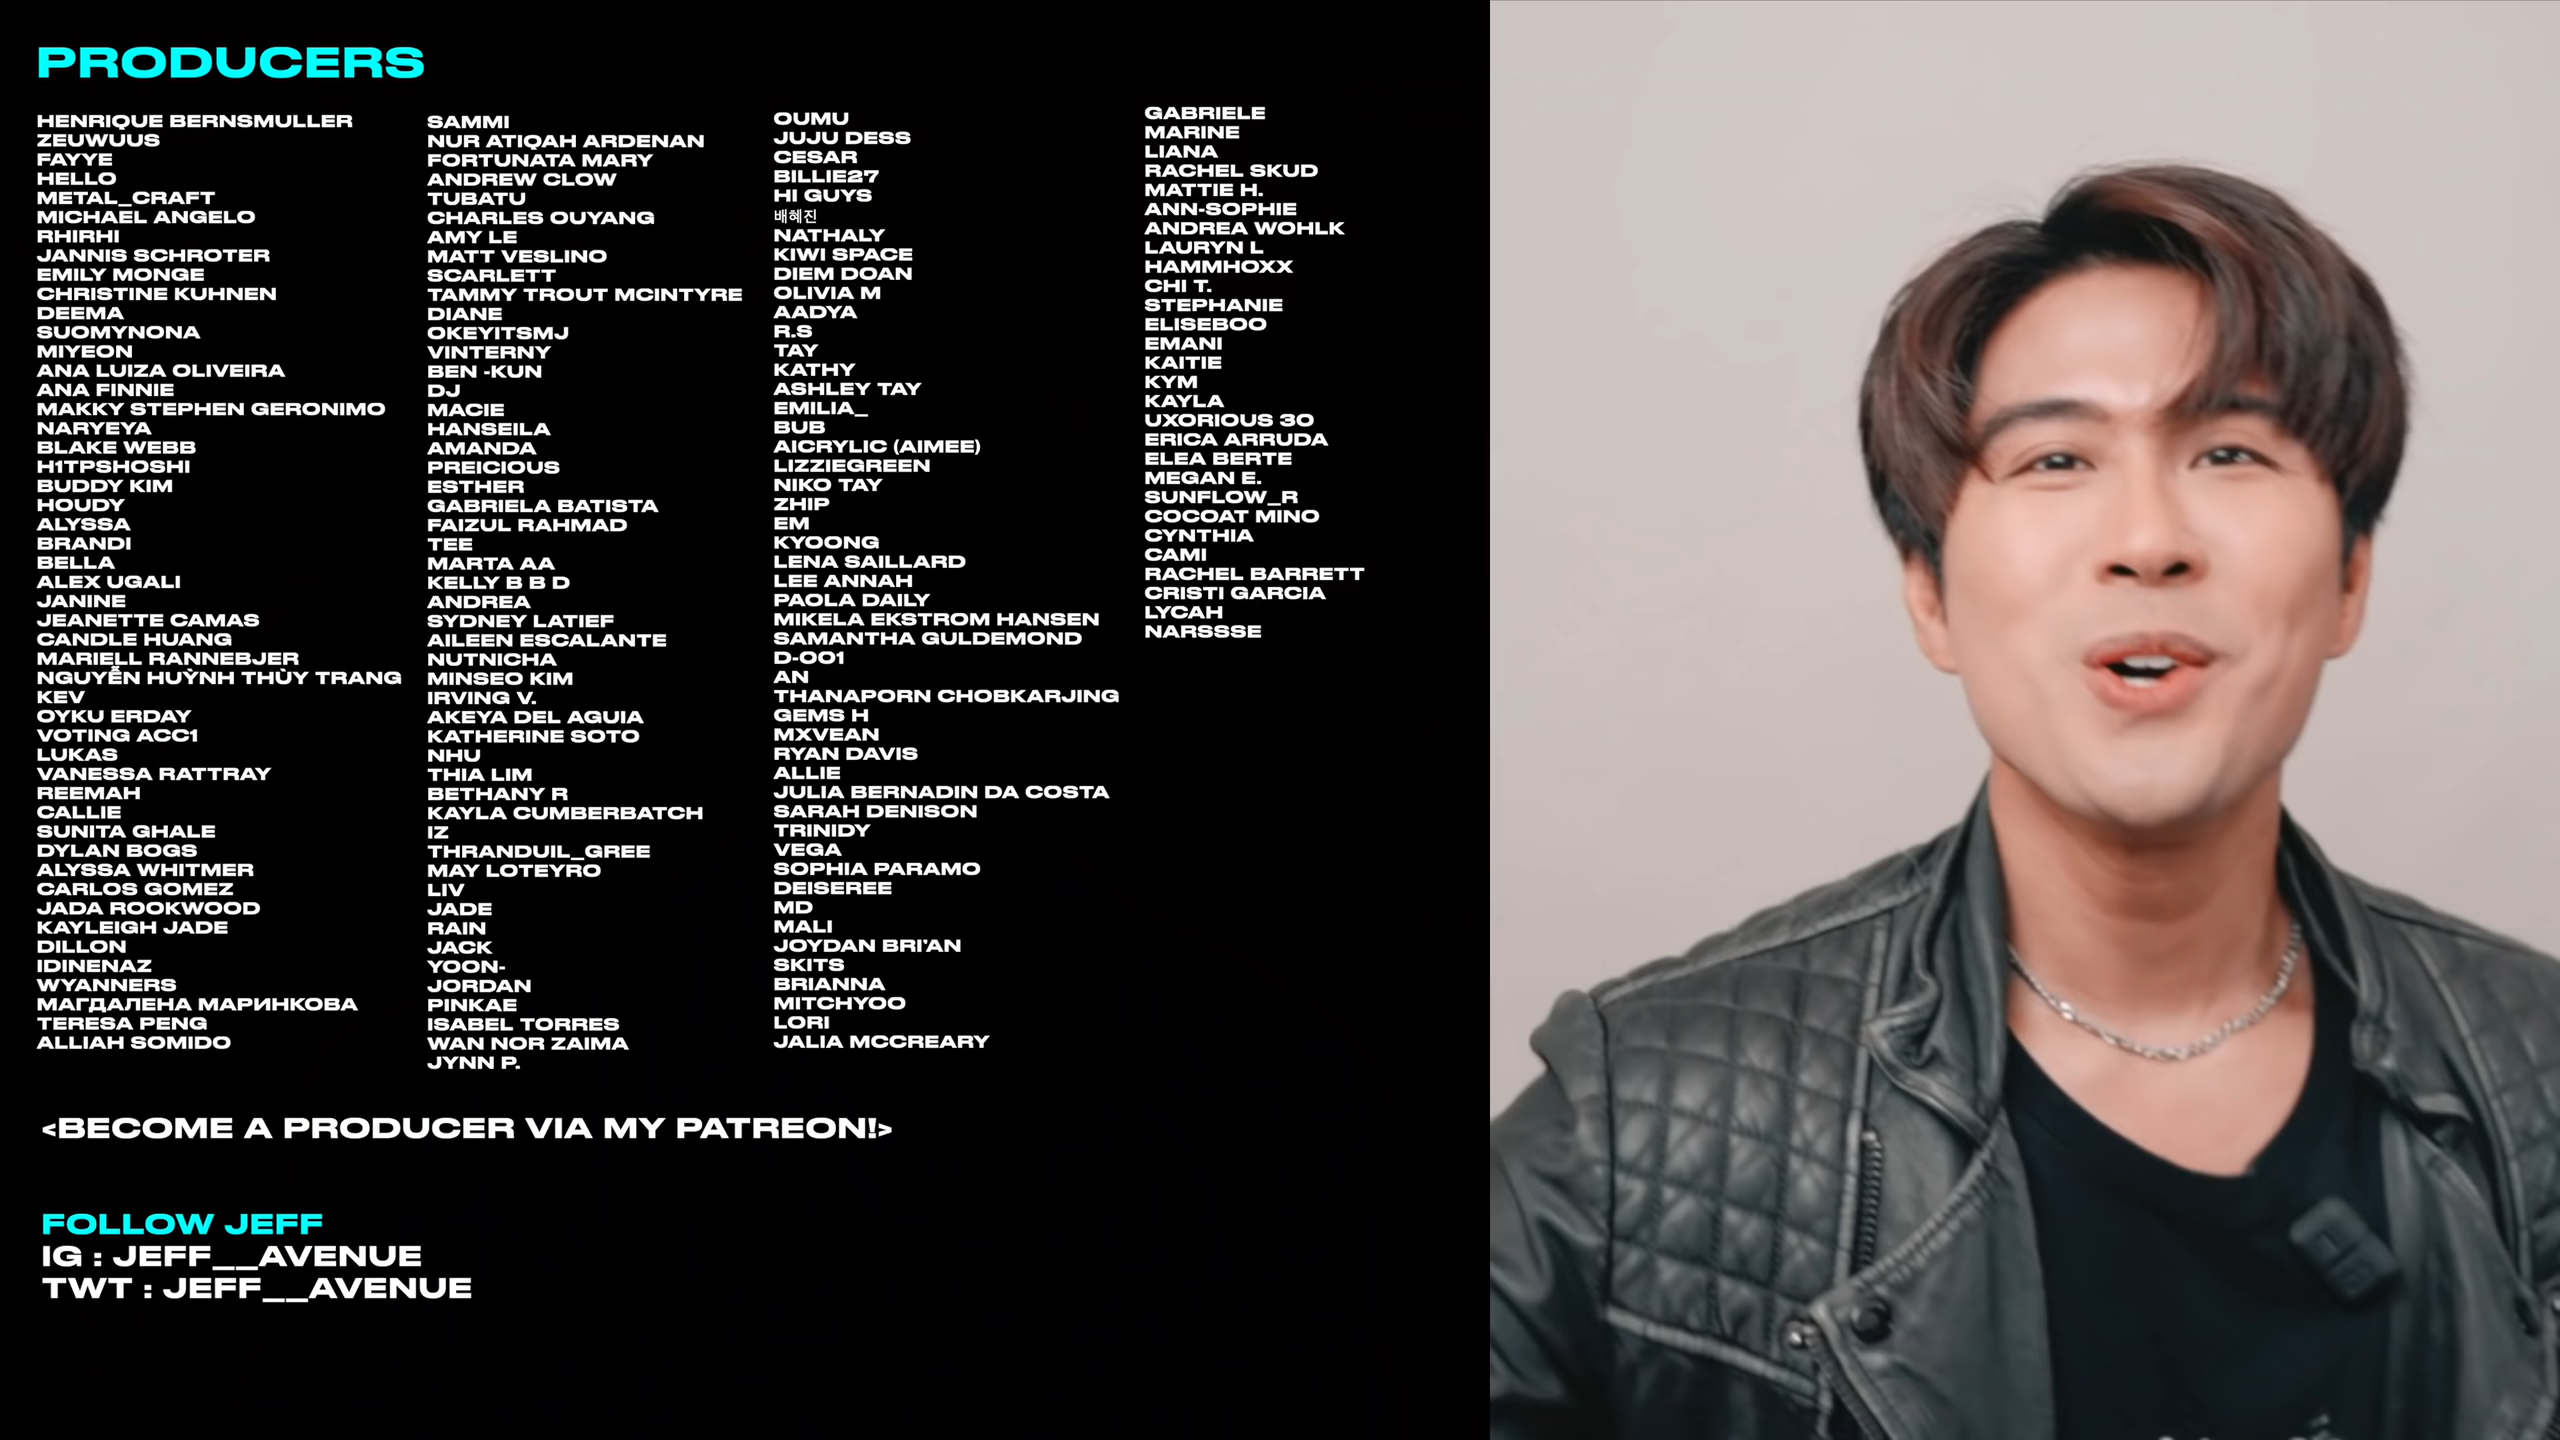 PRODUCERS
HENRIQUE BERNSMULLER
ZEUWUUS
FAYYE
HELLO
METAL_CRAFT
MICHAEL ANGELO
RHIRHI
JANNIS SCHROTER
EMILY MONGE
CHRISTINE KUHNEN
DEEMA
SUOMYNONA
MIYEON
ANA LUIZA OLIVEIRA
ANA FINNIE
MAKKY STEPHEN GERONIMO
NARYEYA
BLAKE WEBB
H1TPSHOSHI
BUDDY KIM
HOUDY
ALYSSA
BRANDI
BELLA
ALEX UGALI
JANINE
JEANETTE CAMAS
CANDLE HUANG
MARIELL RANNEBJER
NGUYỄN HUỲNH THÙY TRANG
KEV
OYKU ERDAY
VOTING ACC1
LUKAS
VANESSA RATTRAY
REEMAH
CALLIE
SUNITA GHALE
DYLAN BOGS
ALYSSA WHITMER
CARLOS GOMEZ
JADA ROOKWOOD
KAYLEIGH JADE
DILLON
IDINENAZ
WYANNERS
МАГДАЛЕНА МАРИНКОВА
TERESA PENG
ALLIAH SOMIDO
SAMMI
NUR ATIQAH ARDENAN
FORTUNATA MARY
ANDREW CLOW
TUBATU
CHARLES OUYANG
AMY LE
MATT VESLINO
SCARLETT
TAMMY TROUT MCINTYRE
DIANE
OKEYITSMJ
VINTERNY
BEN -KUN
DJ
MACIE
HANSEILA
AMANDA
PREICIOUS
ESTHER
GABRIELA BATISTA
FAIZUL RAHMAD
TEE
MARTA AA
KELLY B B D
ANDREA
SYDNEY LATIEF
AILEEN ESCALANTE
NUTNICHA
MINSEO KIM
IRVING V.
AKEYA DEL AGUIA
KATHERINE SOTO
NHU
THIA LIM
BETHANY R
KAYLA CUMBERBATCH
IZ
THRANDUIL_GREE
MAY LOTEYRO
LIV
JADE
RAIN
JACK
YOON-
JORDAN
PINKAE
ISABEL TORRES
WAN NOR ZAIMA
JYNN P.
OUMU
JUJU DESS
CESAR
BILLIE27
HI GUYS
배혜진
NATHALY
KIWI SPACE
DIEM DOAN
OLIVIA M
AADYA
R.S
TAY
KATHY
ASHLEY TAY
EMILIA_
BUB
AICRYLIC (AIMEE)
LIZZIEGREEN
NIKO TAY
ZHIP
EM
KYOONG
LENA SAILLARD
LEE ANNAH
PAOLA DAILY
MIKELA EKSTROM HANSEN
SAMANTHA GULDEMOND
D-001
AN
THANAPORN CHOBKARJING
GEMS H
MXVEAN
RYAN DAVIS
ALLIE
JULIA BERNADIN DA COSTA
SARAH DENISON
TRINIDY
VEGA
SOPHIA PARAMO
DEISEREE
MD
MALI
JOYDAN BRI'AN
SKITS
BRIANNA
MITCHYOO
LORI
JALIA MCCREARY
GABRIELE
MARINE
LIANA
RACHEL SKUD
MATTIE H.
ANN-SOPHIE
ANDREA WOHLK
LAURYN L
HAMMHOXX
CHI T.
STEPHANIE
ELISEBOO
EMANI
KAITIE
KYM
KAYLA
UXORIOUS 30
ERICA ARRUDA
ELEA BERTE
MEGAN E.
SUNFLOW_R
COCOAT MINO
CYNTHIA
CAMI
RACHEL BARRETT
CRISTI GARCIA
LYCAH
NARSSSE
<BECOME A PRODUCER VIA MY PATREON!>
FOLLOW JEFF
IG : JEFF__AVENUE
TWT : JEFF__AVENUE